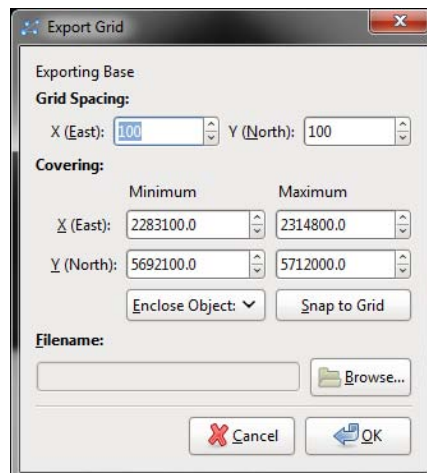 Export Grid
Exporting Base
Grid Spacing:
X (East): 100 Y (North): 100
Covering:
Minimum Maximum
X (East): 2283100.0 2314800.0
Y (North): 5692100.0 5712000.0
Enclose Object: Snap to Grid
Filename:
Browse...
Cancel OK